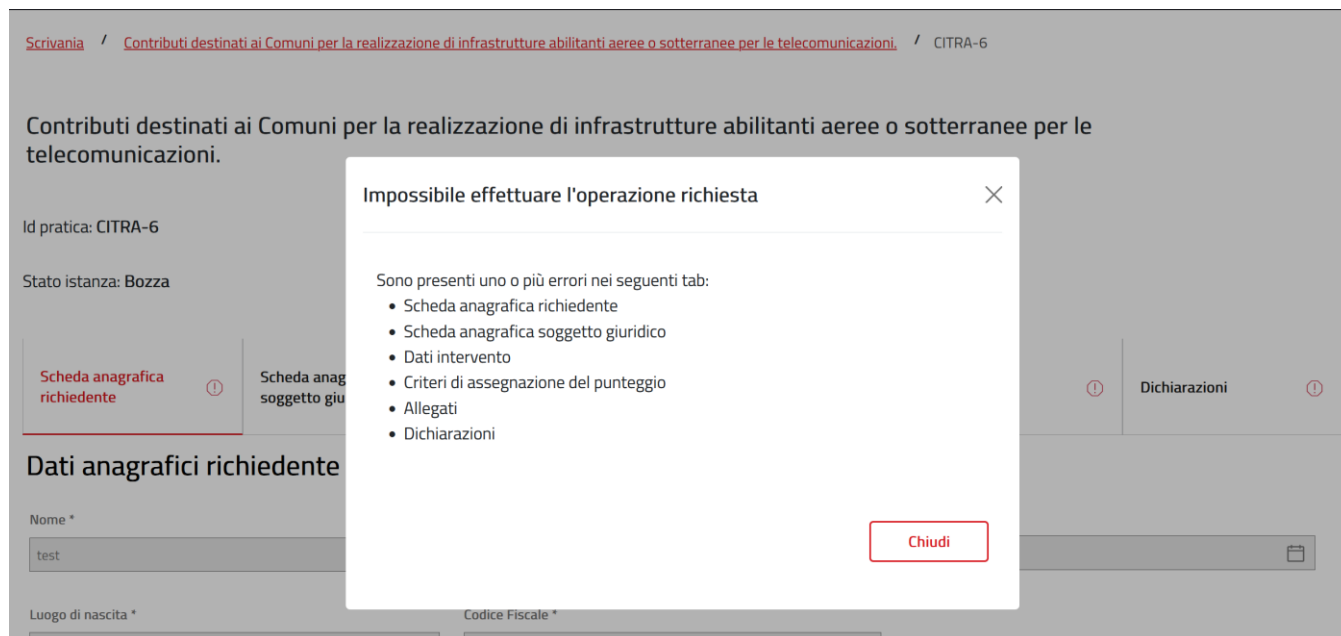 Scrivania / Contributi destinati ai Comuni per la realizzazione di infrastrutture abilitanti aeree o sotterranee per le telecomunicazioni. / CITRA-6
Contributi destinati ai Comuni per la realizzazione di infrastrutture abilitanti aeree o sotterranee per le
telecomunicazioni.
Id pratica: CITRA-6
Stato istanza: Bozza
Impossibile effettuare l'operazione richiesta
Sono presenti uno o più errori nei seguenti tab:
• Scheda anagrafica richiedente
• Scheda anagrafica soggetto giuridico
• Dati intervento
• Criteri di assegnazione del punteggio
• Allegati
• Dichiarazioni
Chiudi
Scheda anagrafica
richiedente
Scheda anag
soggetto giu
Dichiarazioni
Dati anagrafici richiedente
Nome *
test
Luogo di nascita *
Codice Fiscale *